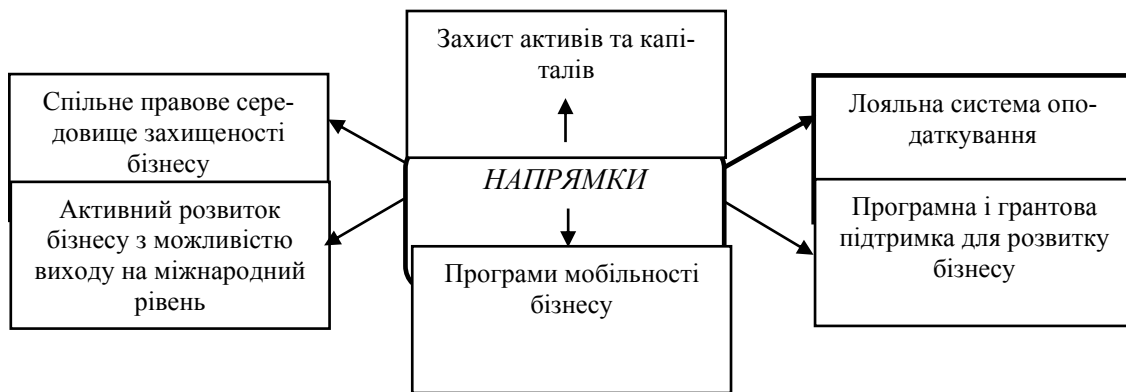 Захист активів та капі-
талів
Спільне правове сере-
довище захищеності
бізнесу
Лояльна система опо-
даткування
НАПРЯМКИ
Активний розвиток
бізнесу з можливістю
виходу на міжнародний
рівень
Програмна і грантова
підтримка для розвитку
бізнесу
Програми мобільності
бізнесу